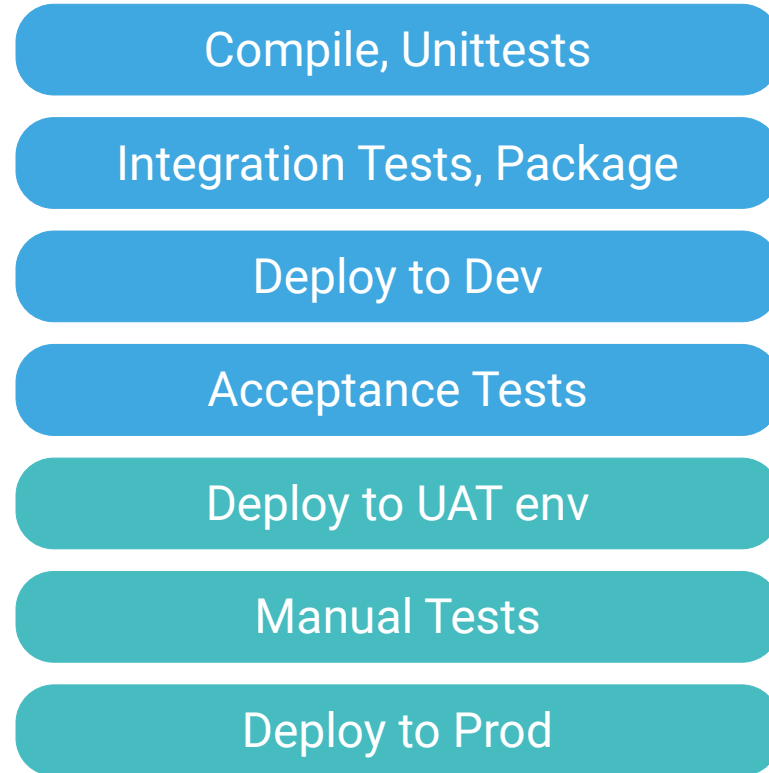 Compile, Unittests
Integration Tests, Package
Deploy to Dev
Acceptance Tests
Deploy to UAT env
Manual Tests
Deploy to Prod